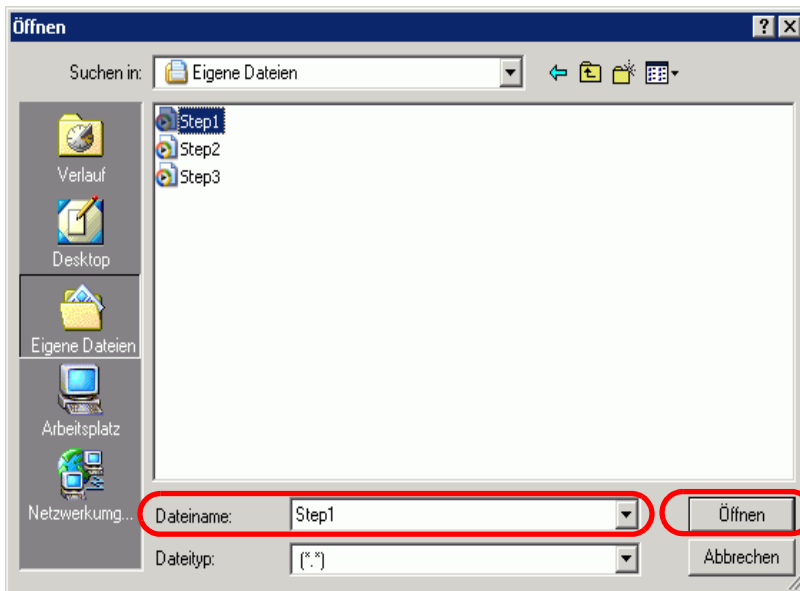 Öffnen
Suchen in: Eigene Dateien
Step1
Step2
Step3
Verlauf
Desktop
Eigene Dateien
Arbeitsplatz
Netzwerkumg...
Dateiname: Step1 Öffnen
Dateityp: (*.*) Abbrechen